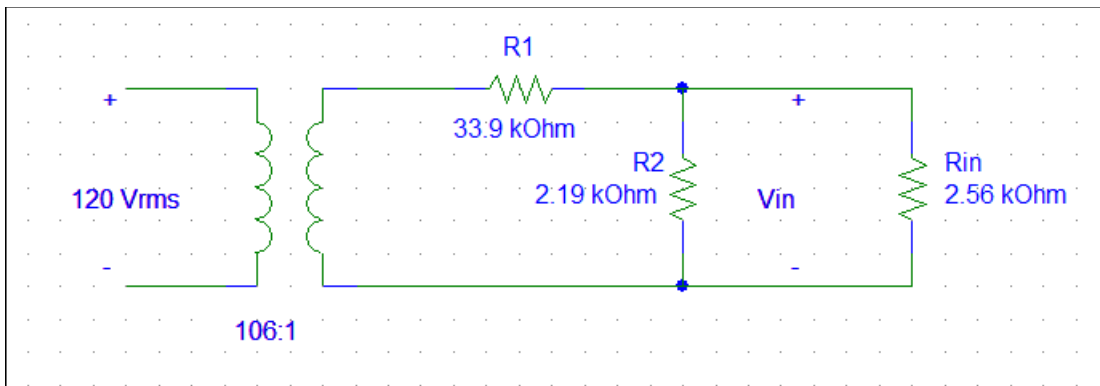 R1
33.9 kOhm
+
120 Vrms
-
106:1
R2
2.19 kOhm
+
Vin
-
Rin
2.56 kOhm